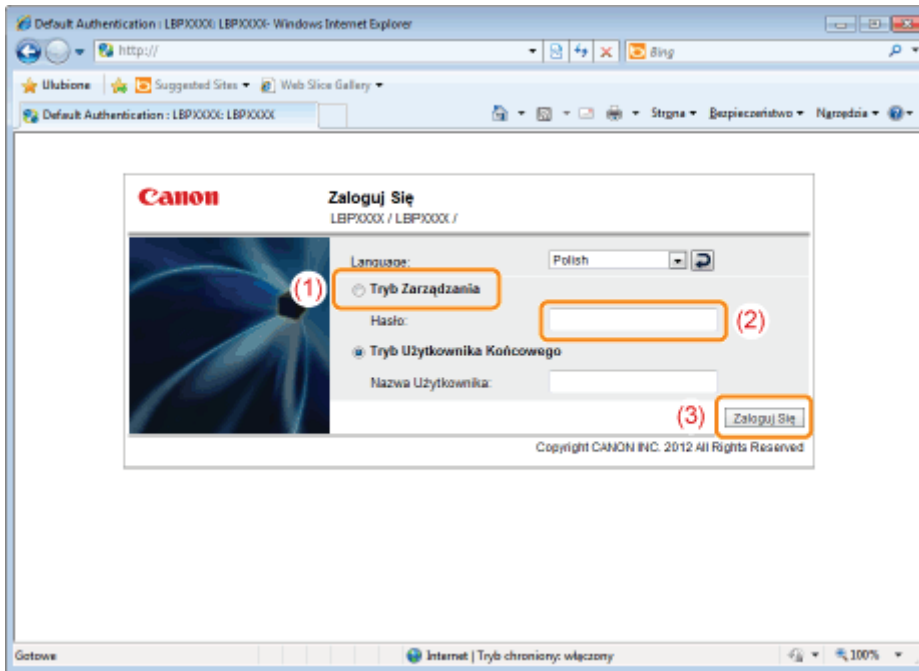 Default Authentication : LBPXXXX: LBPXXXX- Windows Internet Explorer
http://
Bing
Ulubione Suggested Sites Web Slice Gallery
Default Authentication : LBPXXXX: LBPXXXX
Strona Bezpieczeństwo Narzędzia
Canon
Zaloguj Się
LBPXXXX / LBPXXXX /
Language: Polish
(1) Tryb Zarządzania
Hasło: (2)
Tryb Użytkownika Końcowego
Nazwa Użytkownika:
(3) Zaloguj Się
Copyright CANON INC. 2012 All Rights Reserved
Gotowe Internet | Tryb chroniony: włączony 100%